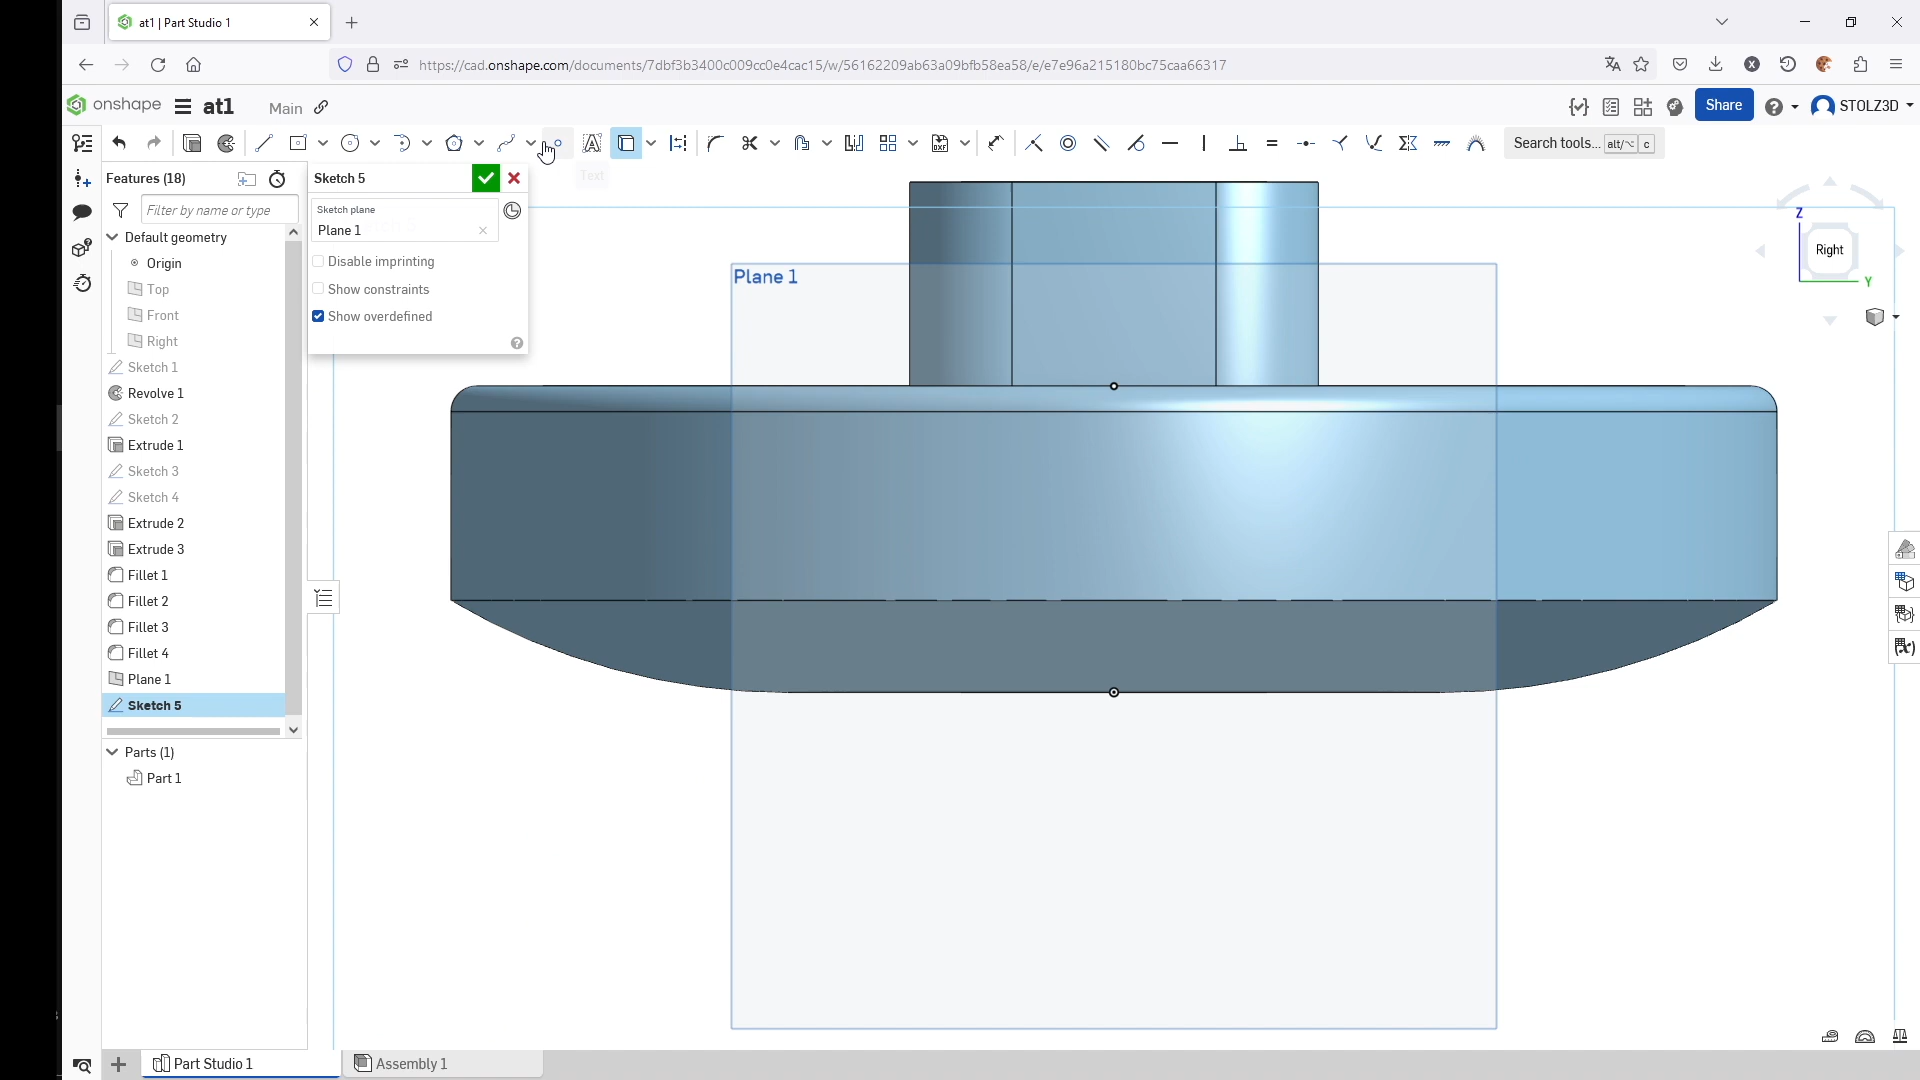 at1 | Part Studio 1
https://cad.onshape.com/documents/7dbf3b3400c009cc0e4cac15/w/56162209ab63a09bfb58ea58/e/e7e96a215180bc75caa66317
onshape
at1
Main
Share
STOLZ3D
Search tools...
alt/⌥
c
Features (18)
Filter by name or type
Default geometry
Origin
Top
Front
Right
Sketch 1
Revolve 1
Sketch 2
Extrude 1
Sketch 3
Sketch 4
Extrude 2
Extrude 3
Fillet 1
Fillet 2
Fillet 3
Fillet 4
Plane 1
Sketch 5
Parts (1)
Part 1
Sketch 5
Sketch plane
Plane 1
Disable imprinting
Show constraints
Show overdefined
Text
Plane 1
Z
Right
Y
Part Studio 1
Assembly 1